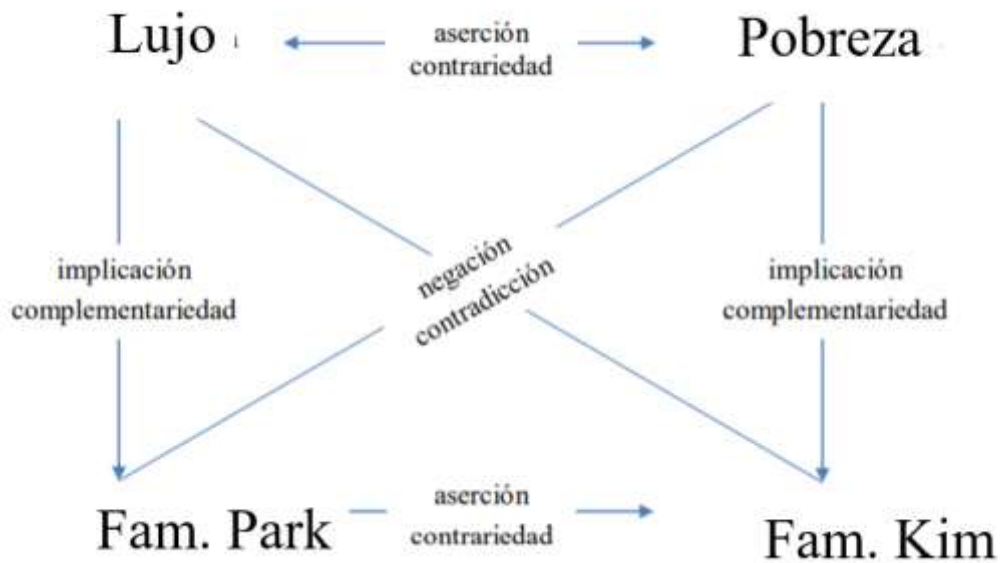 Lujo
aserción
contrariedad
Pobreza
negación
contradicción
implicación
complementariedad
implicación
complementariedad
Fam. Park
aserción
contrariedad
Fam. Kim